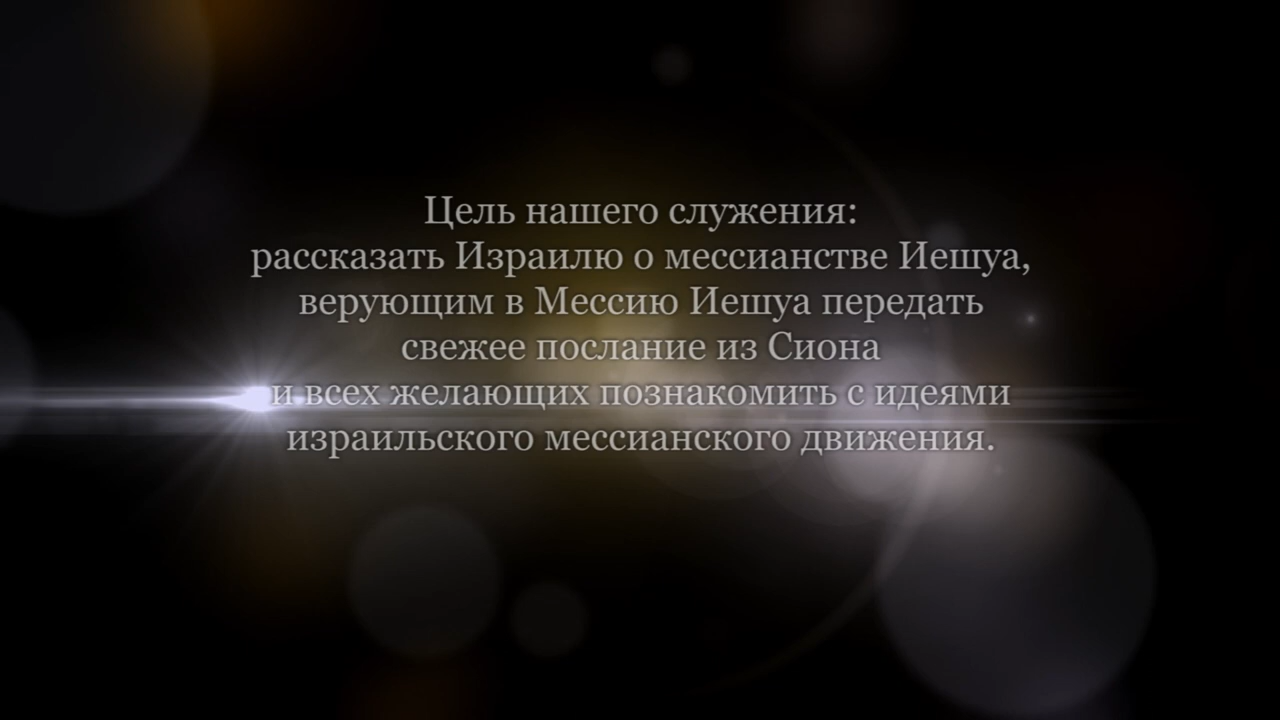 Цель нашего служения:
рассказать Израилю о мессианстве Иешуа,
верующим в Мессию Иешуа передать
свежее послание из Сиона
и всех желающих познакомить с идеями
израильского мессианского движения.